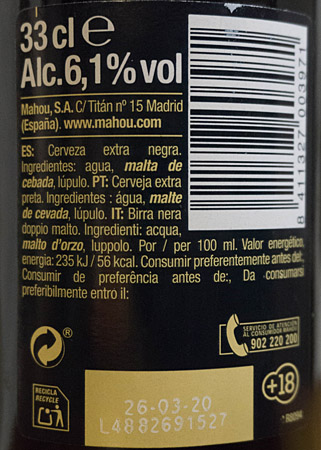 33 cl e
Alc.6,1% vol
Mahou, S.A. C/ Titán nº 15 Madrid
(España). www.mahou.com
8 411327 003971
ES: Cerveza extra negra.
Ingredientes: agua, malta de
cebada, lúpulo. PT: Cerveja extra
preta. Ingredientes : água, malte
de cevada, lúpulo. IT: Birra nera
doppio malto. Ingredienti: acqua,
malto d'orzo, luppolo. Por / per 100 ml. Valor energético,
energia: 235 kJ / 56 kcal. Consumir preferentemente antes del:,
Consumir de preferência antes de:, Da consumarsi
preferibilmente entro il:
SERVICIO DE ATENCIÓN
AL CONSUMIDOR MAHOU
902 220 200
RECICLA
RECYCLE
+18
26-03-20
L4882691527